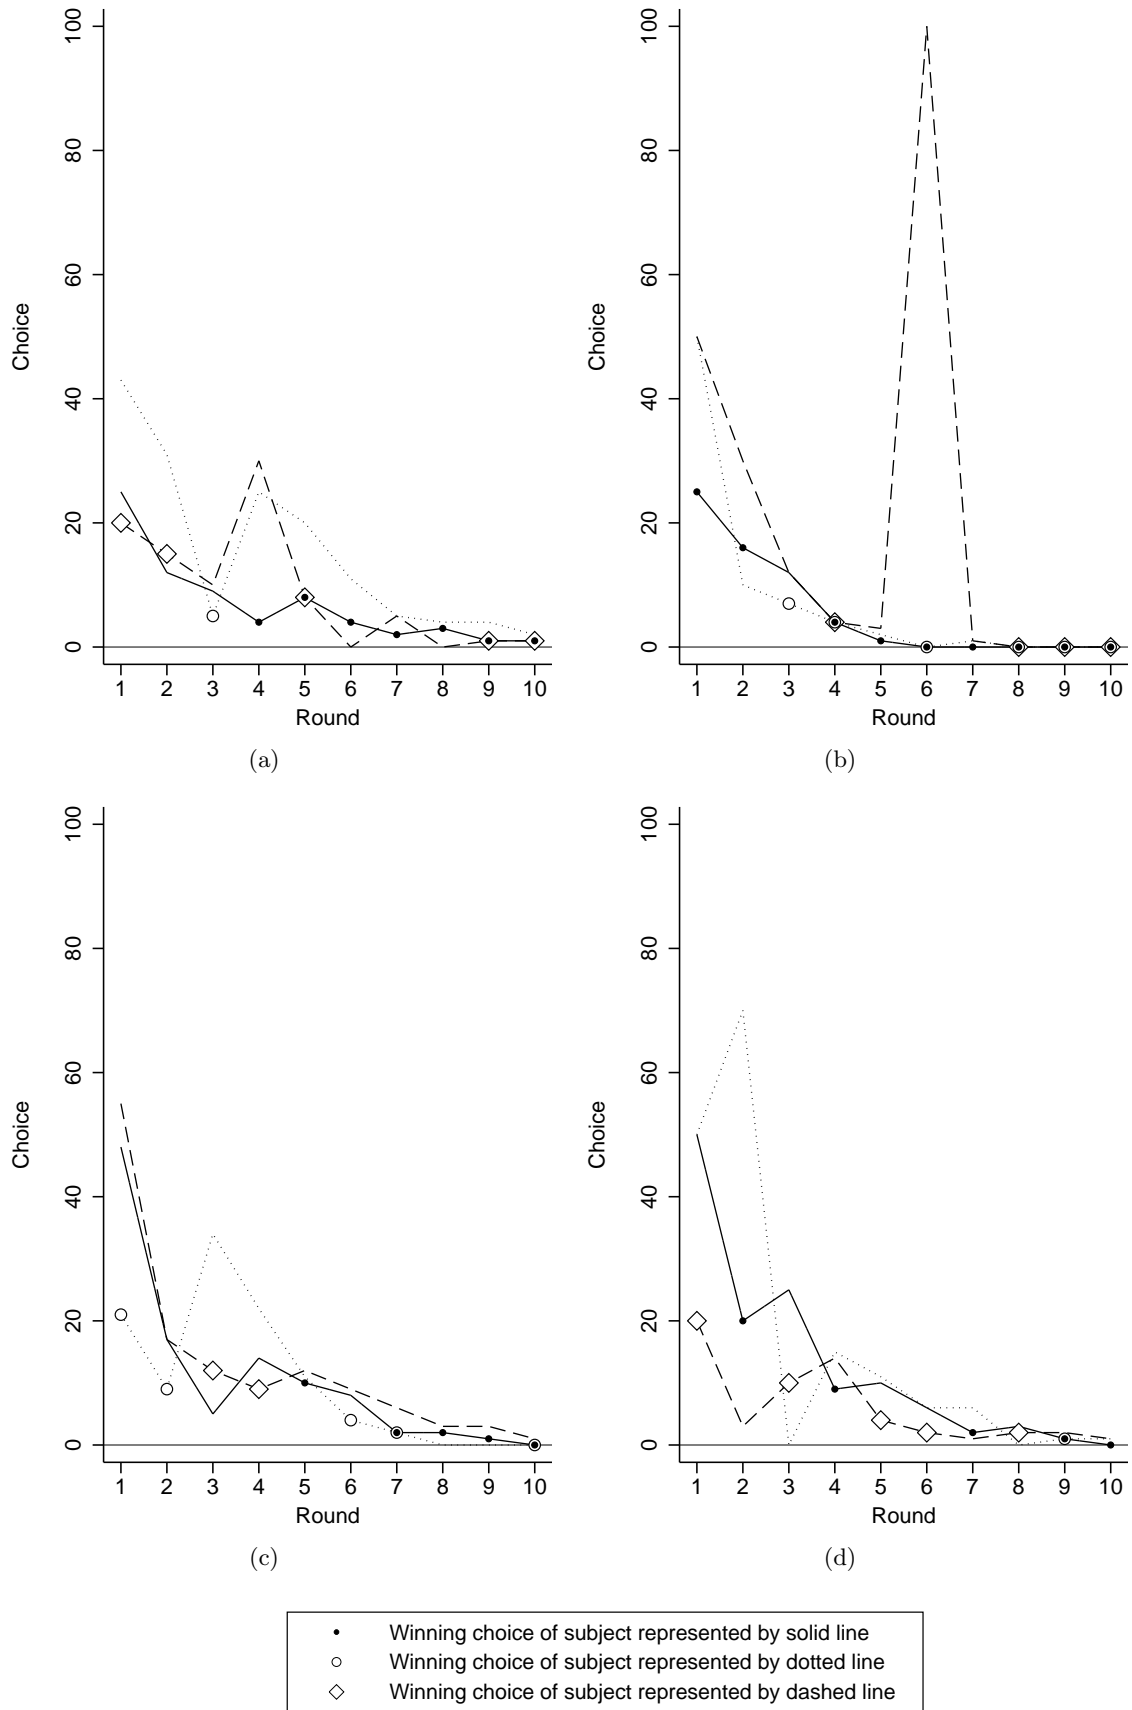 Choice
0 20 40 60 80 100
1 2 3 4 5 6 7 8 9 10
Round
(a)
Choice
0 20 40 60 80 100
1 2 3 4 5 6 7 8 9 10
Round
(b)
Choice
0 20 40 60 80 100
1 2 3 4 5 6 7 8 9 10
Round
(c)
Choice
0 20 40 60 80 100
1 2 3 4 5 6 7 8 9 10
Round
(d)
Winning choice of subject represented by solid line
Winning choice of subject represented by dotted line
Winning choice of subject represented by dashed line